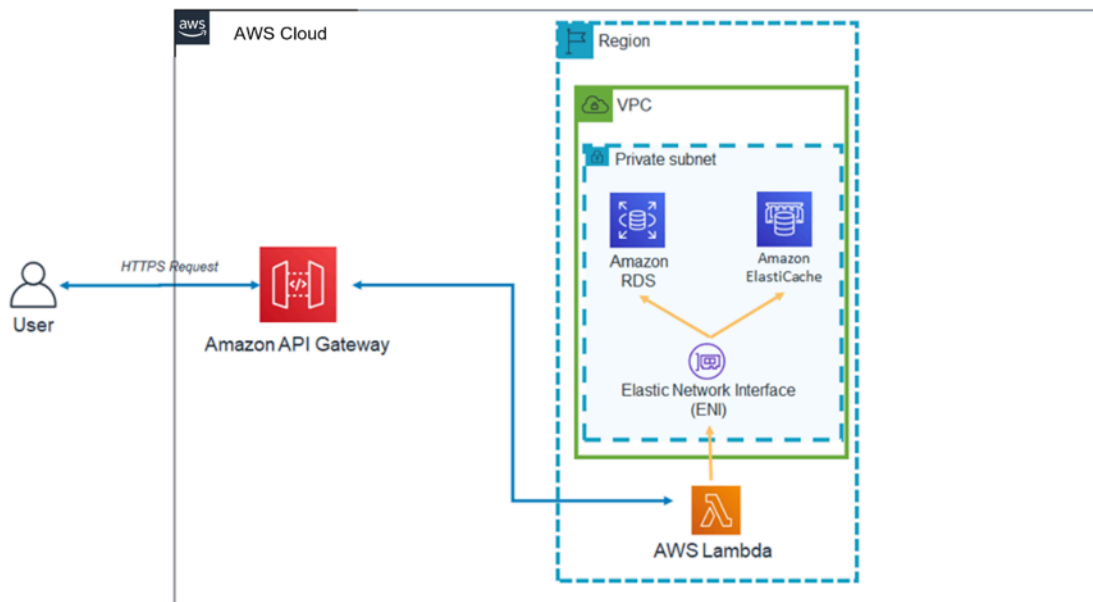 aws
AWS Cloud
Region
VPC
Private subnet
Amazon
RDS
Amazon
ElastiCache
HTTPS Request
</>
User
Amazon API Gateway
Elastic Network Interface
(ENI)
AWS Lambda